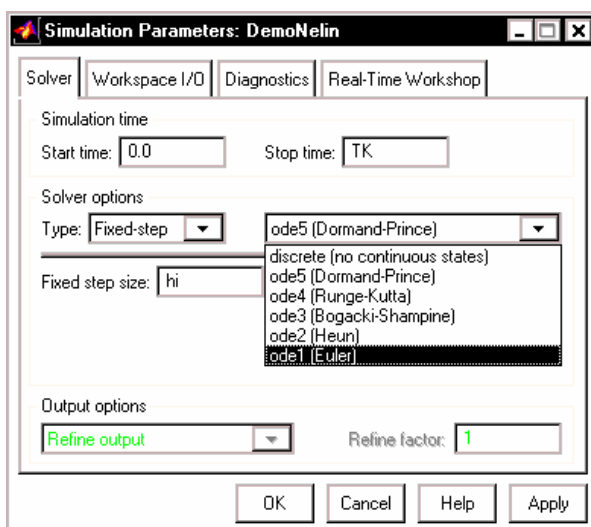 Simulation Parameters: DemoNelin
Solver Workspace I/O Diagnostics Real-Time Workshop
Simulation time
Start time: 0.0 Stop time: TK
Solver options
Type: Fixed-step ode5 (Dormand-Prince)
discrete (no continuous states)
ode5 (Dormand-Prince)
Fixed step size: hi
ode4 (Runge-Kutta)
ode3 (Bogacki-Shampine)
ode2 (Heun)
ode1 (Euler)
Output options
Refine output Refine factor: 1
OK Cancel Help Apply